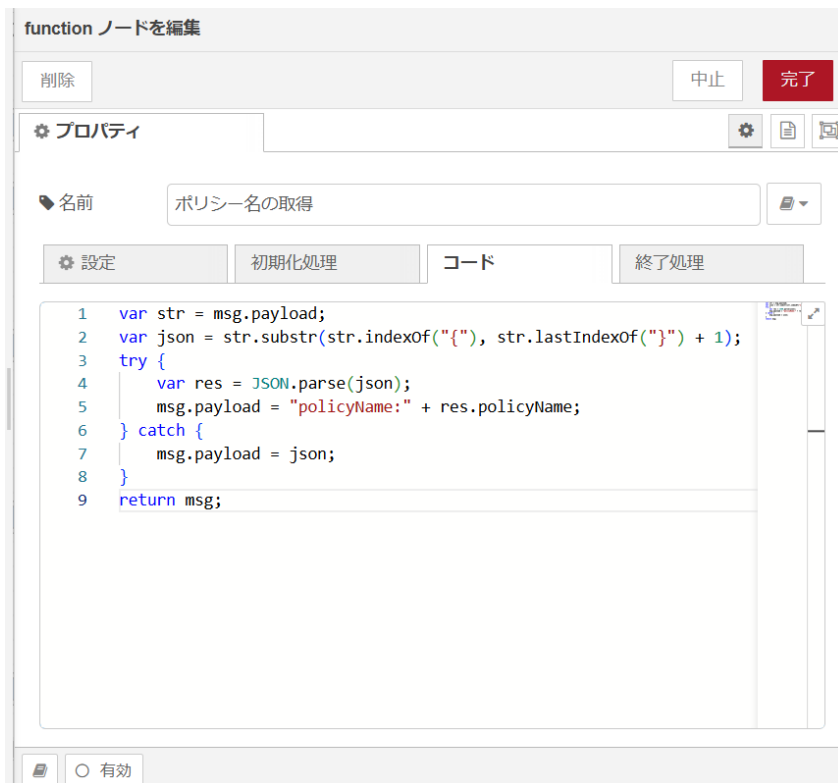 function ノードを編集
削除
中止
完了
プロパティ
名前
ポリシー名の取得
設定
初期化処理
コード
終了処理
1 var str = msg.payload;
2 var json = str.substr(str.indexOf("{"), str.lastIndexOf("}") + 1);
3 try {
4 var res = JSON.parse(json);
5 msg.payload = "policyName:" + res.policyName;
6 } catch {
7 msg.payload = json;
8 }
9 return msg;
有効